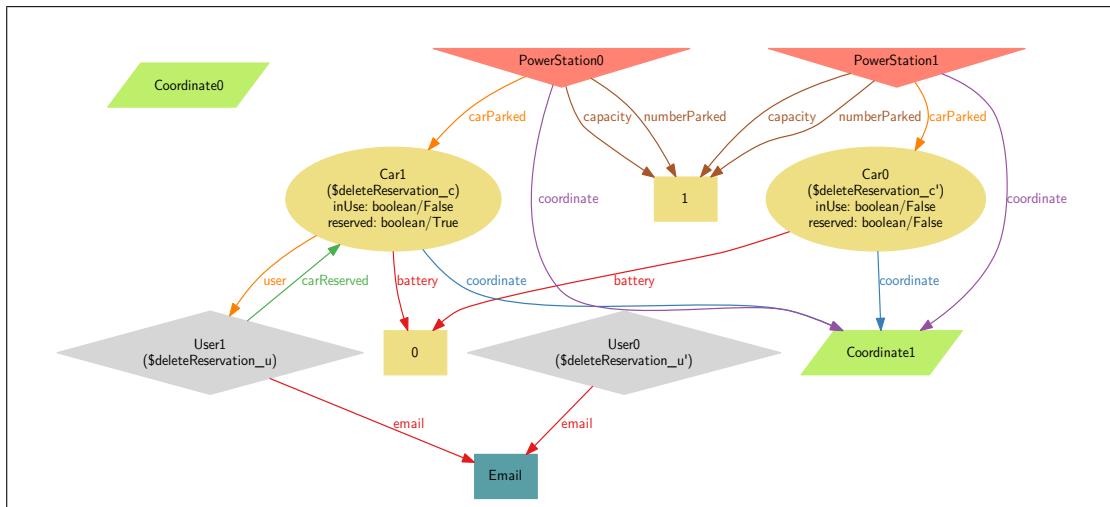 PowerStation0
PowerStation1
Coordinate0
carParked
capacity
numberParked
capacity
numberParked
carParked
Car1
($deleteReservation_c)
inUse: boolean/False
reserved: boolean/True
coordinate
1
Car0
($deleteReservation_c')
inUse: boolean/False
reserved: boolean/False
coordinate
user
carReserved
battery
coordinate
battery
coordinate
User1
($deleteReservation_u)
0
User0
($deleteReservation_u')
Coordinate1
email
email
Email